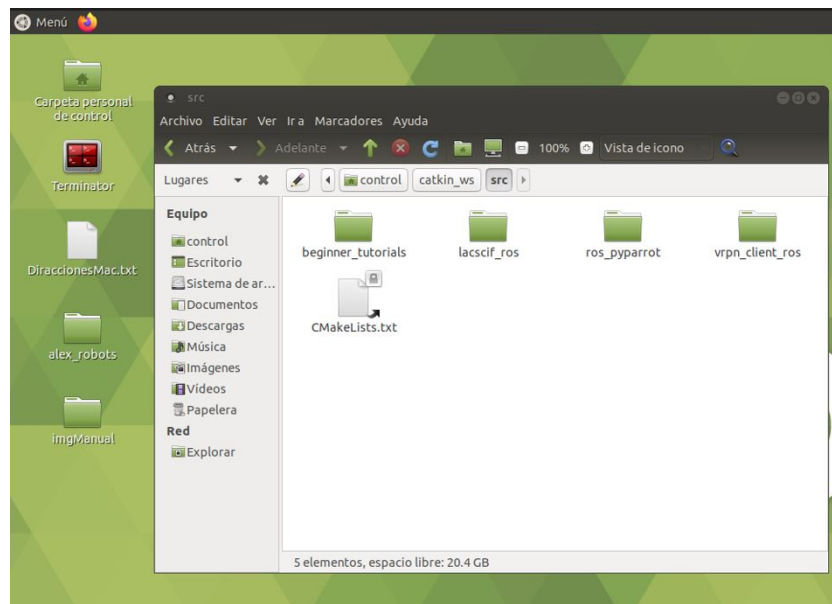 Menú
Carpeta personal
de control
Terminator
DiraccionesMac.txt
alex_robots
imgManual
src
Archivo Editar Ver Ir a Marcadores Ayuda
Atrás Adelante 100% Vista de icono
Lugares control catkin_ws src
Equipo
control
Escritorio
Sistema de ar...
Documentos
Descargas
Música
Imágenes
Vídeos
Papelera
Red
Explorar
beginner_tutorials lacscif_ros ros_pyparrot vrpn_client_ros
CMakeLists.txt
5 elementos, espacio libre: 20.4 GB